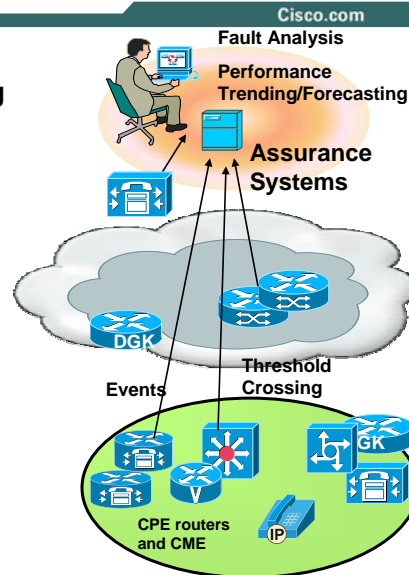 Cisco.com
Fault Analysis
g
Performance
Trending/Forecasting
Assurance
Systems
DGK
Threshold
Crossing
Events
GK
V
IP
CPE routers
and CME